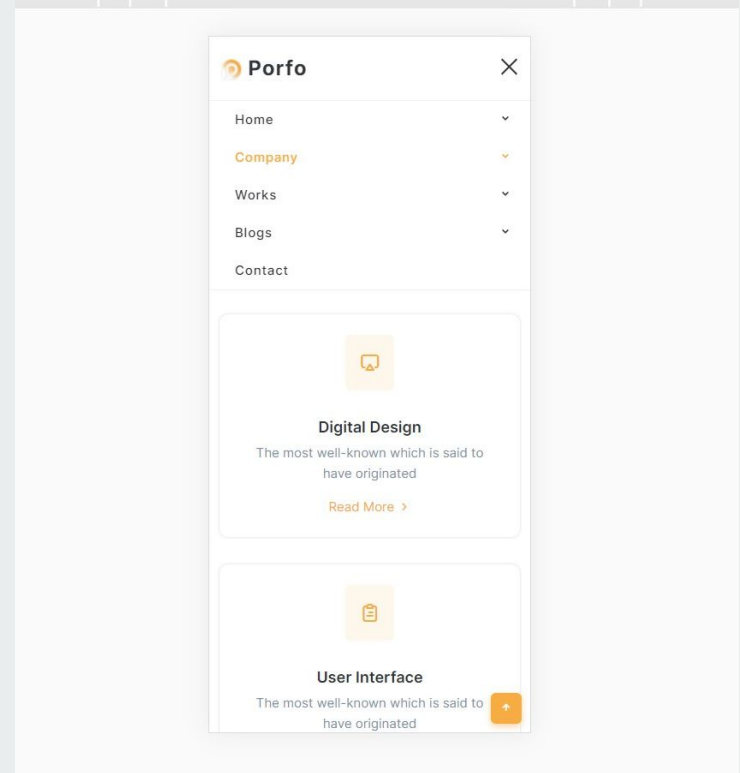 Porfo
Home
Company
Works
Blogs
Contact
Digital Design
The most well-known which is said to
have originated
Read More
User Interface
The most well-known which is said to
have originated